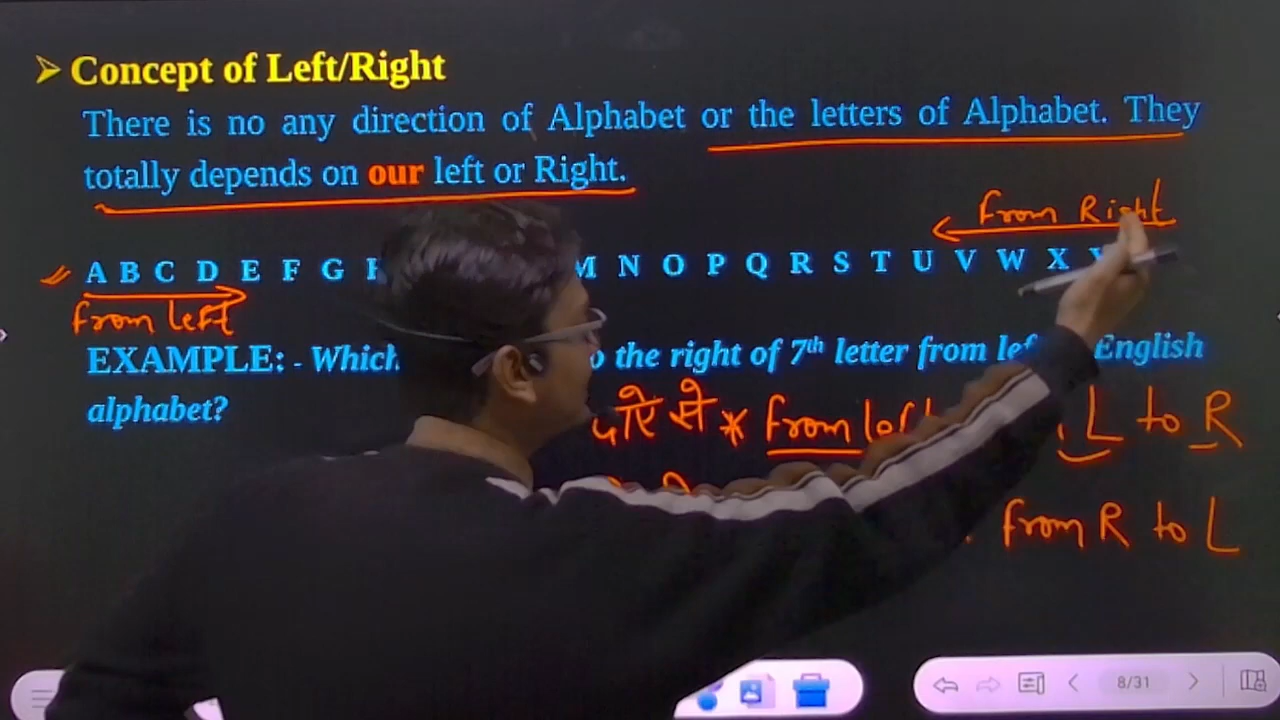 ➢ Concept of Left/Right
There is no any direction of Alphabet or the letters of Alphabet. They
totally depends on our left or Right.
from Right
A B C D E F G M N O P Q R S T U V W X
from left
EXAMPLE: - Which the right of 7th letter from English
alphabet?
से * from L to R
from R to L
8/31